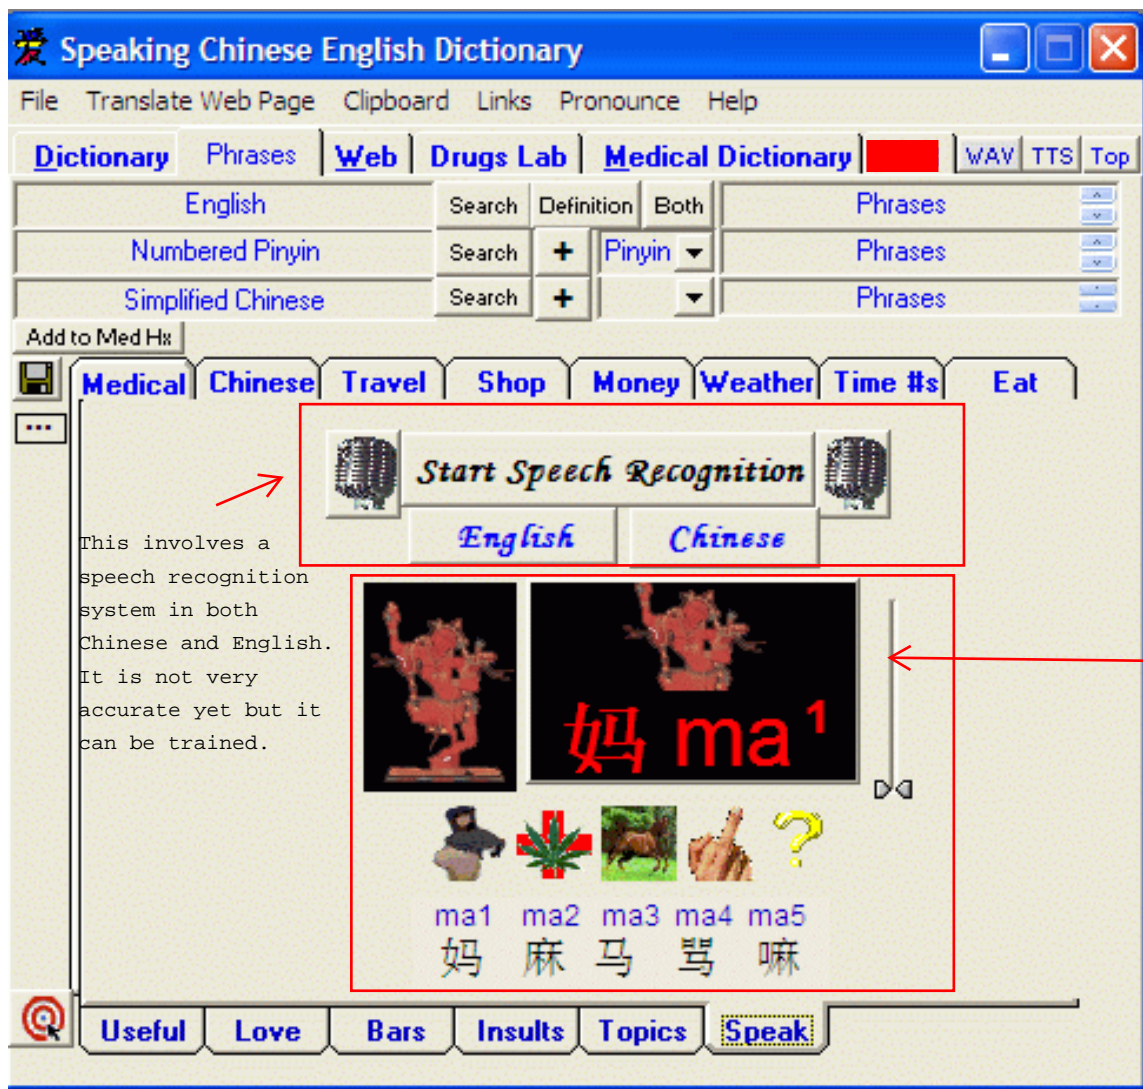 Speaking Chinese English Dictionary
File Translate Web Page Clipboard Links Pronounce Help
Dictionary Phrases Web Drugs Lab Medical Dictionary WAV TTS Top
English Search Definition Both Phrases
Numbered Pinyin Search + Pinyin Phrases
Simplified Chinese Search + Phrases
Add to Med Hx
Medical Chinese Travel Shop Money Weather Time #s Eat
...
Start Speech Recognition
English Chinese
This involves a
speech recognition
system in both
Chinese and English.
It is not very
accurate yet but it
can be trained.
妈 ma¹
?
ma1 ma2 ma3 ma4 ma5
妈 麻 马 骂 嘛
Useful Love Bars Insults Topics Speak